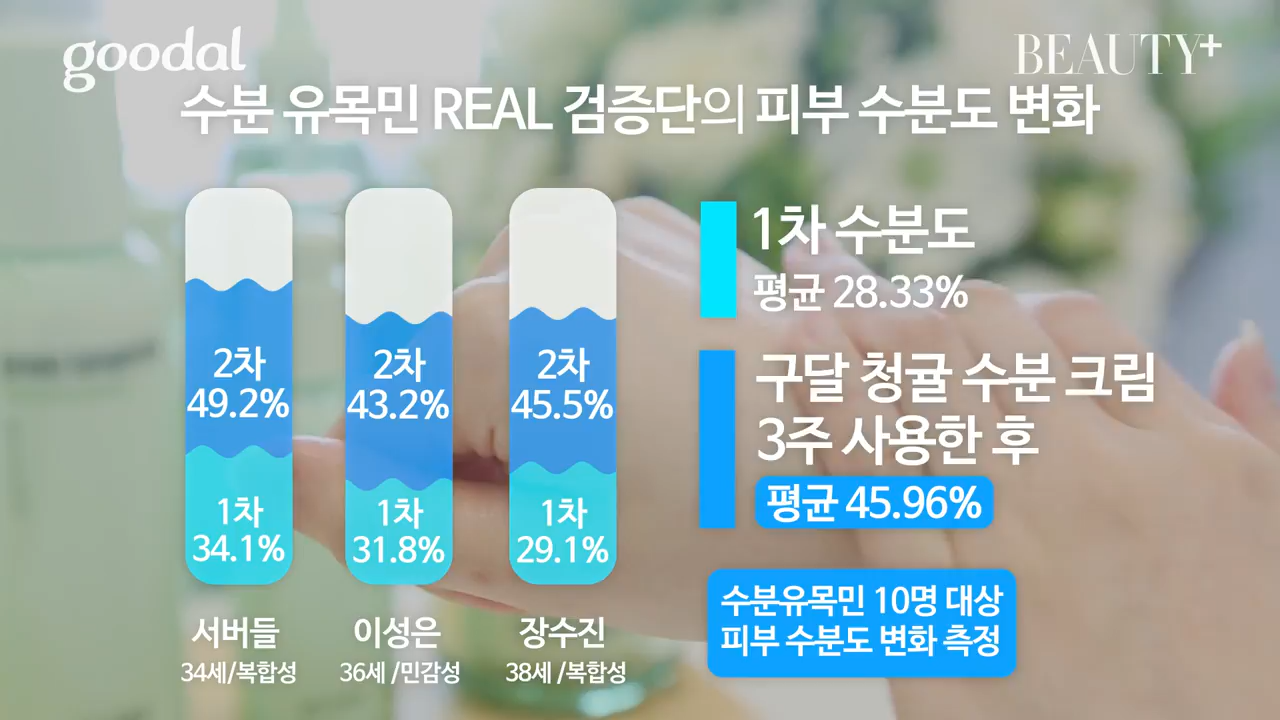 goodal
BEAUTY+
수분 유목민 REAL 검증단의 피부 수분도 변화
2차
49.2%
1차
34.1%
서버들
34세/복합성
2차
43.2%
1차
31.8%
이성은
36세 /민감성
2차
45.5%
1차
29.1%
장수진
38세 /복합성
1차 수분도
평균 28.33%
구달 청귤 수분 크림
3주 사용한 후
평균 45.96%
수분유목민 10명 대상
피부 수분도 변화 측정